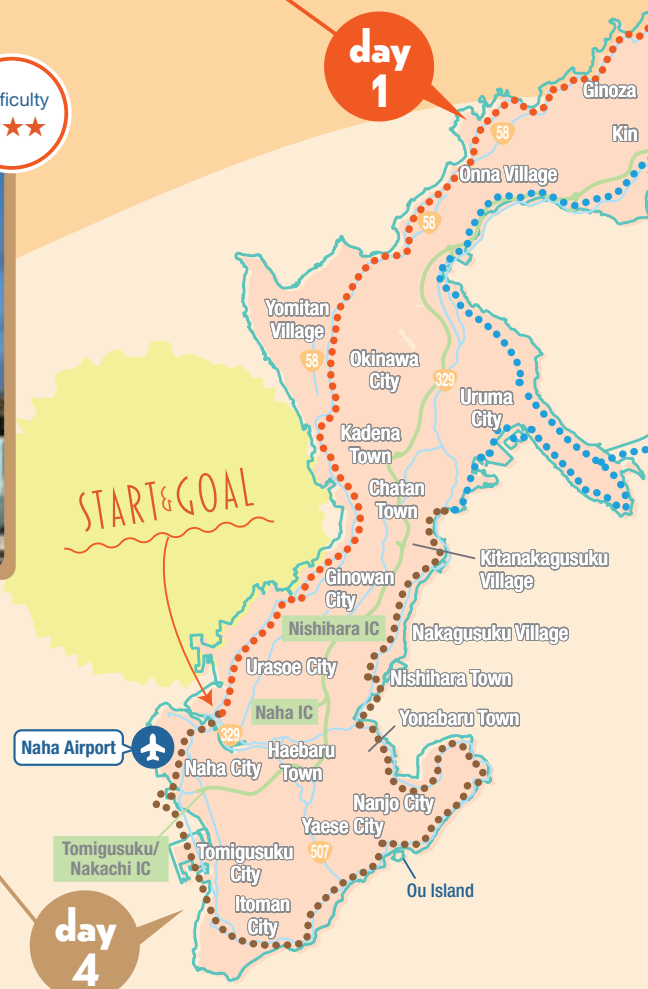 day
1
Ginoza
58
Kin
Onna Village
58
Yomitan
Village
58
Okinawa
City
329
Uruma
City
Kadena
Town
Chatan
Town
START&GOAL
Kitanakagusuku
Village
Ginowan
City
Nishihara IC
Nakagusuku Village
Urasoe City
Nishihara Town
Naha IC
Yonabaru Town
329
Naha Airport
Naha City
Haebaru
Town
Nanjo City
Yaese City
Tomigusuku/
Nakachi IC
Tomigusuku
City
507
Ou Island
Itoman
City
day
4